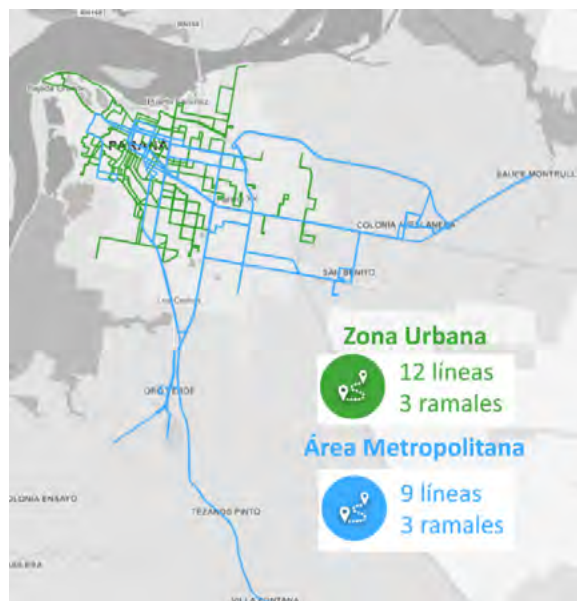 PARANÁ
COLONIA AVELLANEDA
SAUCE MONTRULL
SAN BENITO
Zona Urbana
12 líneas
3 ramales
ORO VERDE
Área Metropolitana
9 líneas
3 ramales
COLONIA ENSAYO
TEZANOS PINTO
VILLA FONTANA